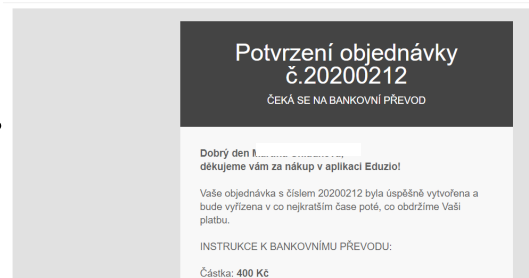 Potvrzení objednávky
č.20200212
ČEKÁ SE NA BANKOVNÍ PŘEVOD
Dobrý den
děkujeme vám za nákup v aplikaci Eduzio!
Vaše objednávka s číslem 20200212 byla úspěšně vytvořena a
bude vyřízena v co nejkratším čase poté, co obdržíme Vaši
platbu.
INSTRUKCE K BANKOVNÍMU PŘEVODU:
Částka: 400 Kč